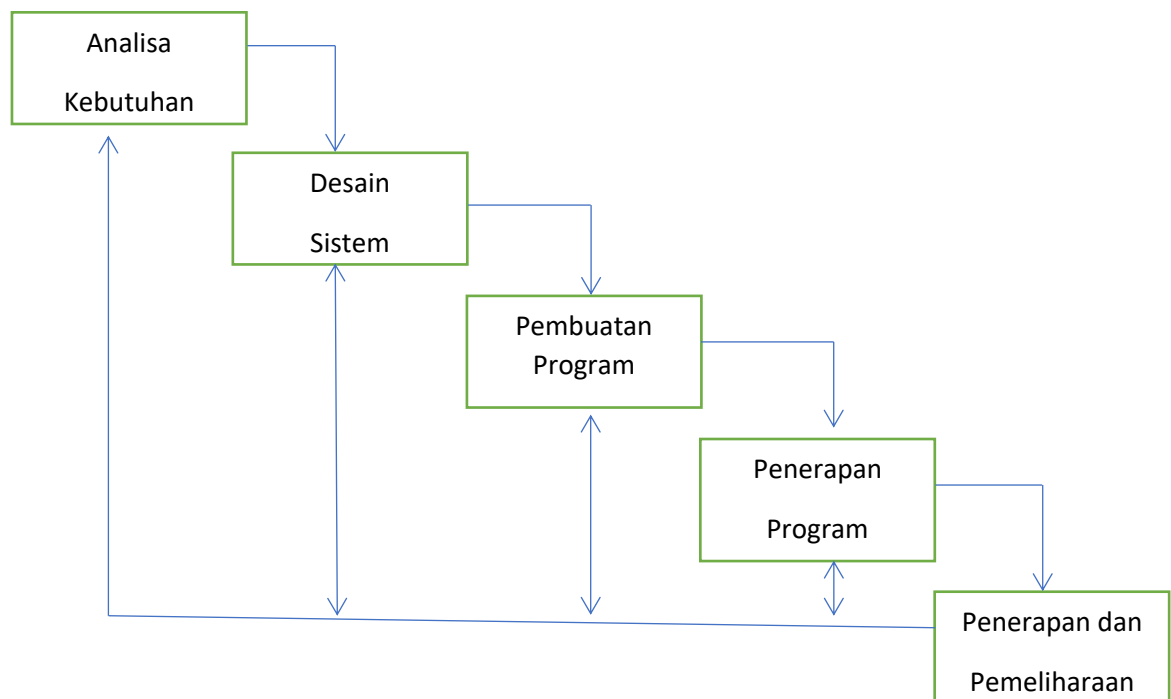 Analisa
Kebutuhan
Desain
Sistem
Pembuatan
Program
Penerapan
Program
Penerapan dan
Pemeliharaan